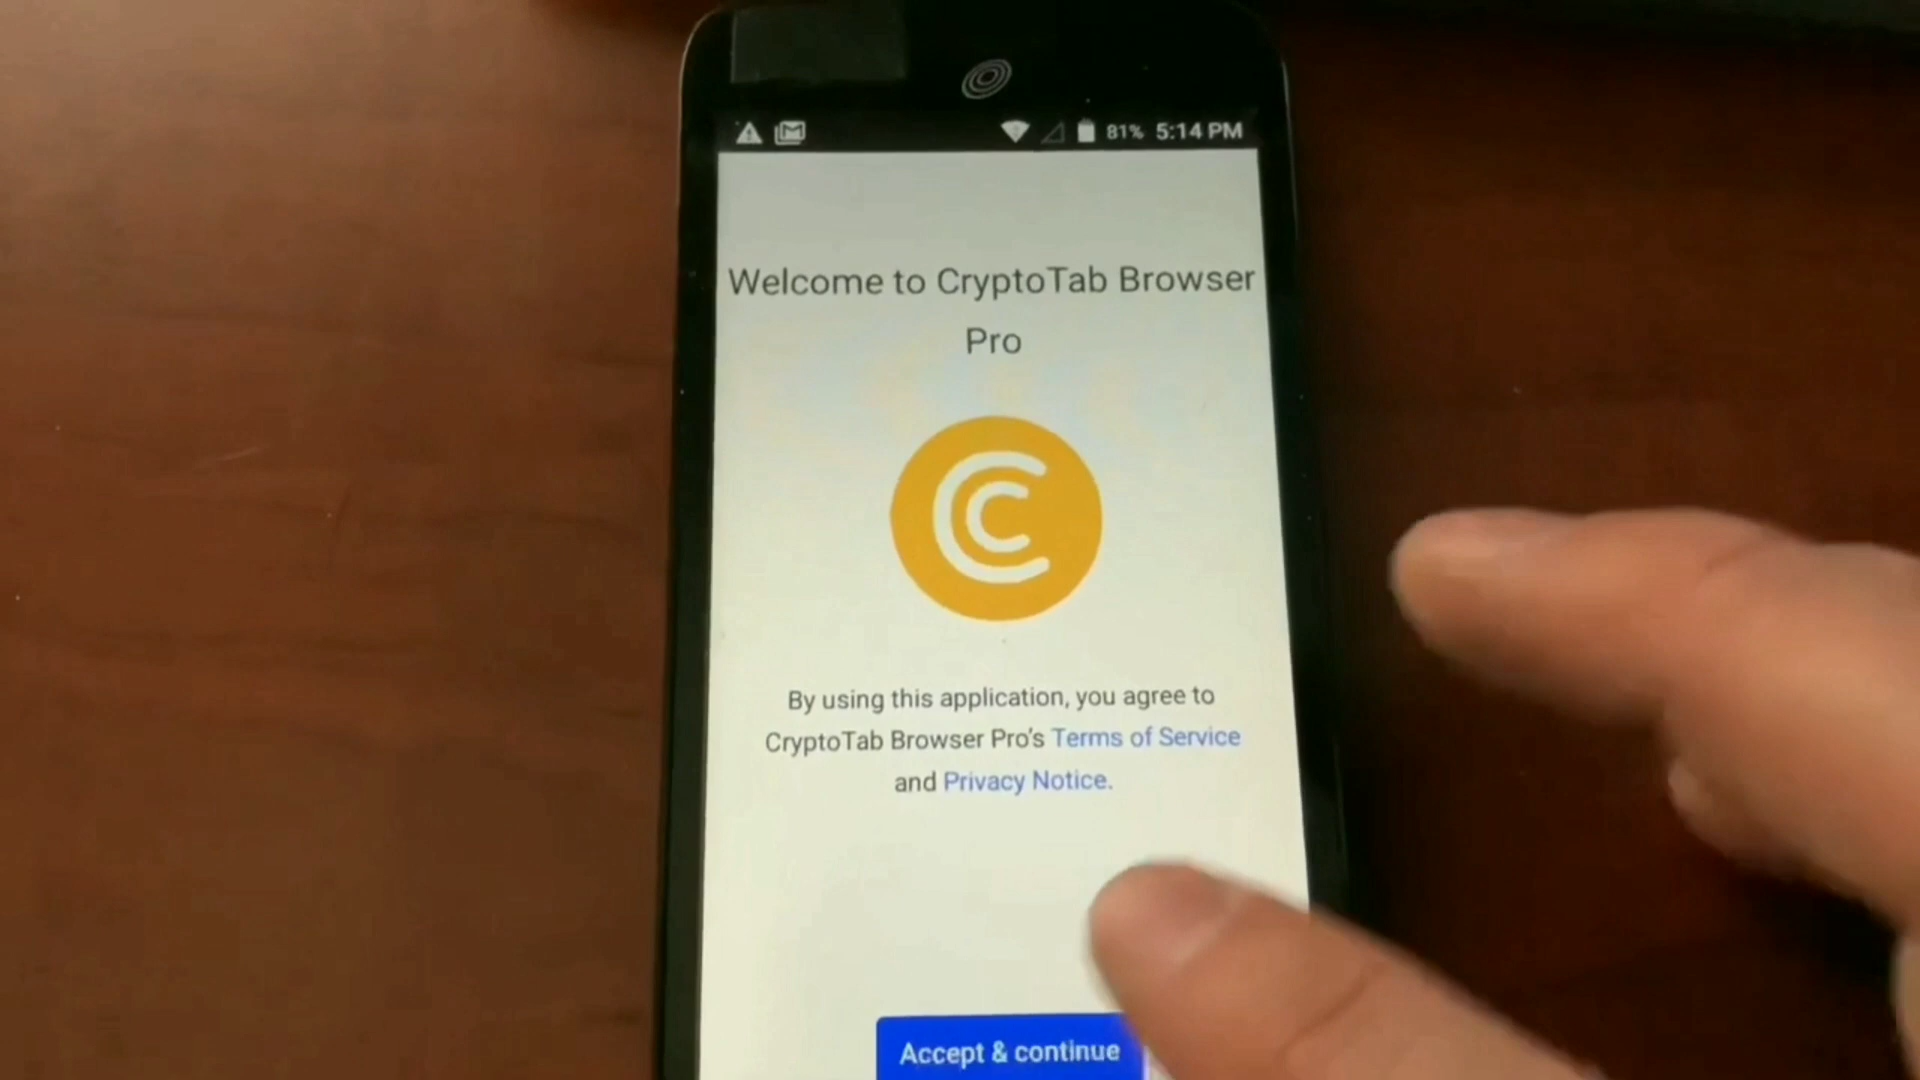 81% 5:14 PM
Welcome to CryptoTab Browser
Pro
By using this application, you agree to
CryptoTab Browser Pro's Terms of Service
and Privacy Notice.
Accept & continue